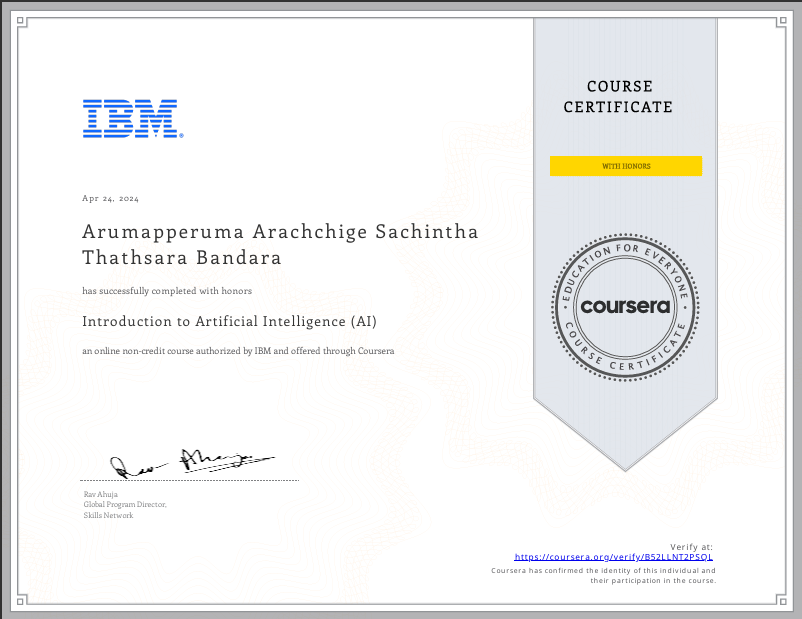 IBM®
COURSE
CERTIFICATE
WITH HONORS
Apr 24, 2024
Arumapperuma Arachchige Sachintha
Thathsara Bandara
has successfully completed with honors
Introduction to Artificial Intelligence (AI)
an online non-credit course authorized by IBM and offered through Coursera
EDUCATION FOR EVERYONE
coursera
COURSE CERTIFICATE
Rav Ahuja
Rav Ahuja
Global Program Director,
Skills Network
Verify at:
https://coursera.org/verify/B52LLNT2PSQL
Coursera has confirmed the identity of this individual and
their participation in the course.